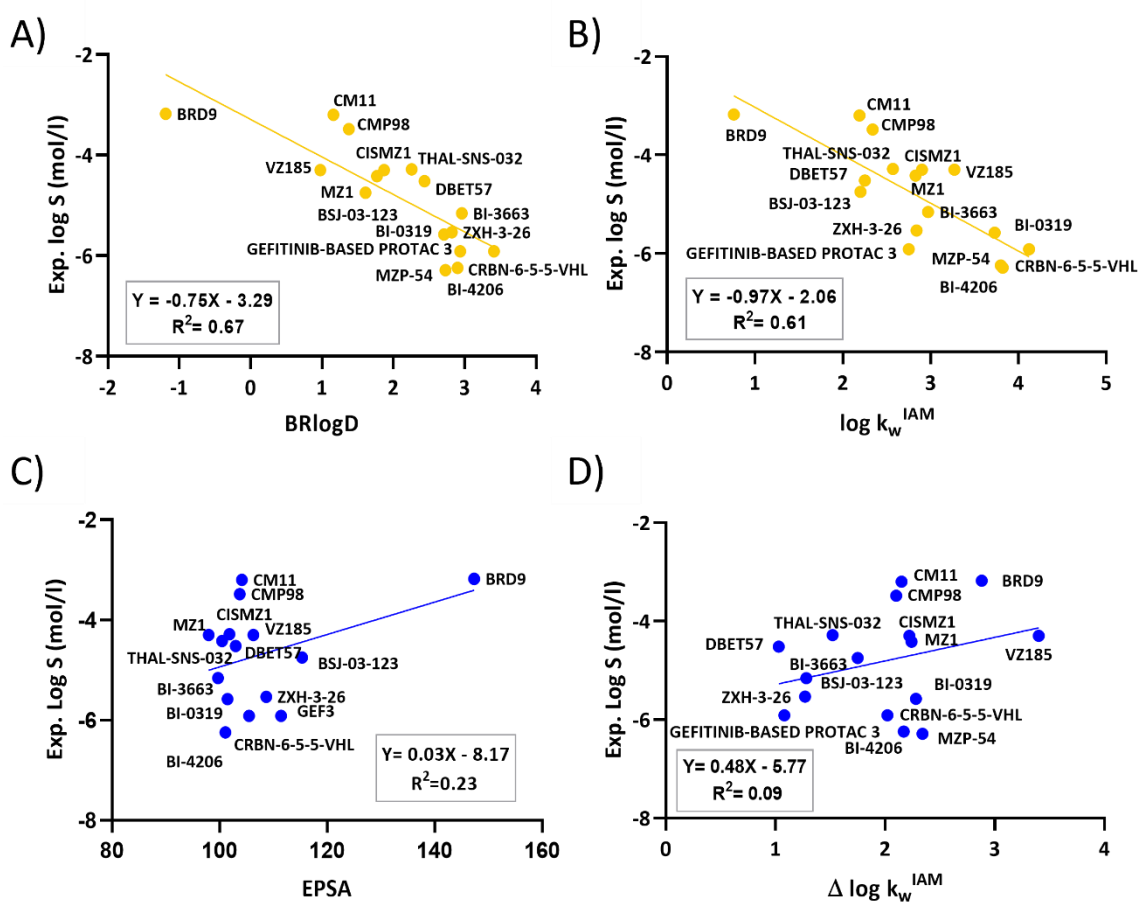 A)
-2
-4
-6
-8
Exp. log S (mol/l)
BRD9
CM11
CMP98
CISMZ1
THAL-SNS-032
VZ185
MZ1
DBET57
BSJ-03-123
BI-3663
BI-0319
ZXH-3-26
GEFITINIB-BASED PROTAC 3
MZP-54
CRBN-6-5-5-VHL
BI-4206
Y = -0.75X - 3.29
R²= 0.67
-2 -1 0 1 2 3 4
BRlogD
B)
-2
-4
-6
-8
Exp. log S (mol/l)
BRD9
CM11
CMP98
THAL-SNS-032
CISMZ1
VZ185
DBET57
MZ1
BSJ-03-123
BI-3663
ZXH-3-26
BI-0319
GEFITINIB-BASED PROTAC 3
MZP-54
CRBN-6-5-5-VHL
BI-4206
Y = -0.97X - 2.06
R² = 0.61
0 1 2 3 4 5
log k_w^IAM
C)
-2
-4
-6
-8
Exp. Log S (mol/l)
CM11
BRD9
CMP98
CISMZ1
MZ1
VZ185
THAL-SNS-032
DBET57
BSJ-03-123
BI-3663
ZXH-3-26
BI-0319
GEF3
CRBN-6-5-5-VHL
BI-4206
Y= 0.03X - 8.17
R²=0.23
80 100 120 140 160
EPSA
D)
-2
-4
-6
-8
Exp. Log S (mol/l)
CM11
BRD9
CMP98
THAL-SNS-032
CISMZ1
DBET57
MZ1
VZ185
BI-3663
BSJ-03-123
ZXH-3-26
BI-0319
GEFITINIB-BASED PROTAC 3
CRBN-6-5-5-VHL
BI-4206
MZP-54
Y= 0.48X - 5.77
R² = 0.09
0 1 2 3 4
Δ log k_w^IAM